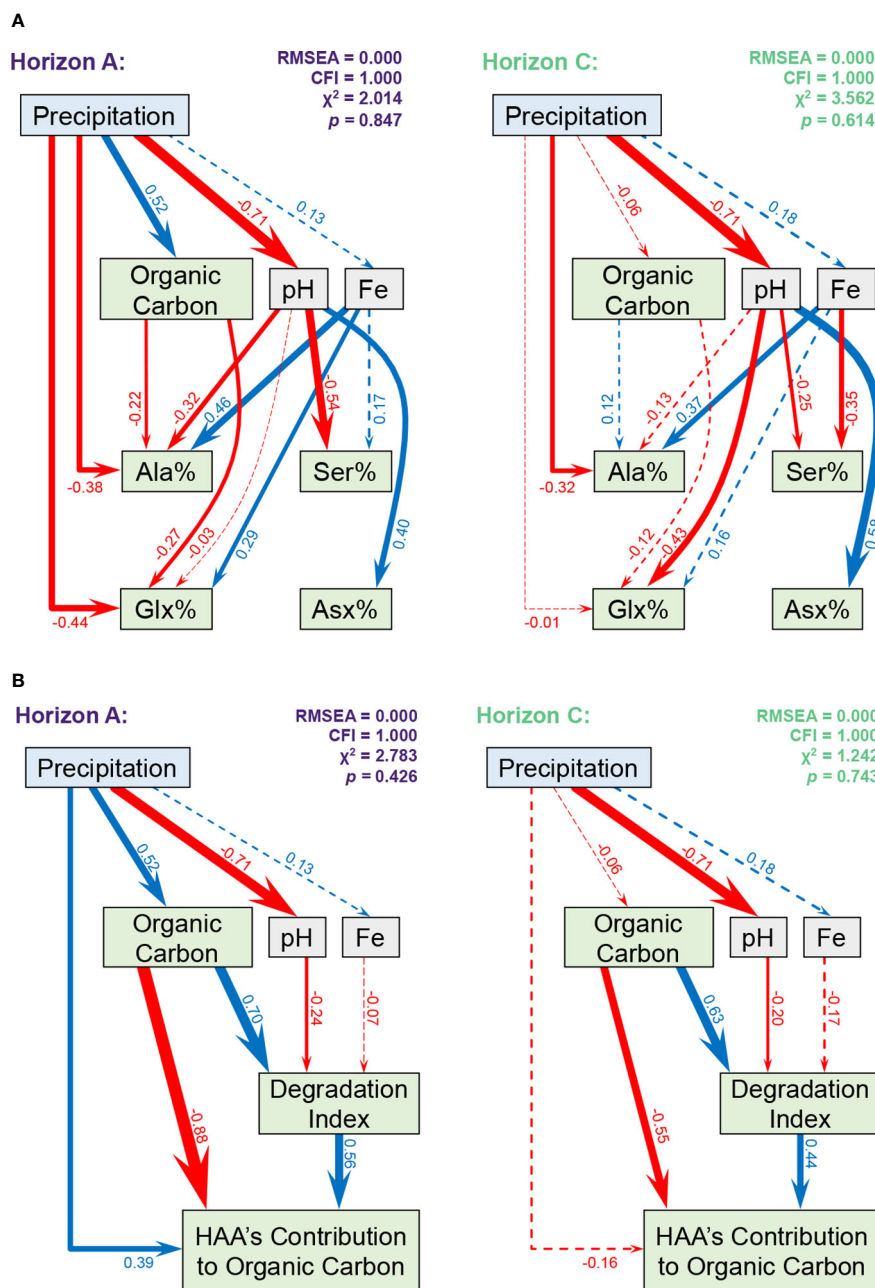 A
Horizon A:
RMSEA = 0.000
CFI = 1.000
χ² = 2.014
p = 0.847
Precipitation
0.52
-0.71
0.13
Organic
Carbon
pH
Fe
-0.22
-0.32
0.46
-0.54
0.17
Ala%
Ser%
-0.38
-0.27
-0.03
0.29
0.40
Glx%
Asx%
-0.44
Horizon C:
RMSEA = 0.000
CFI = 1.000
χ² = 3.562
p = 0.614
Precipitation
-0.06
-0.71
0.18
Organic
Carbon
pH
Fe
0.12
-0.13
0.37
-0.25
-0.35
Ala%
Ser%
-0.32
-0.12
-0.43
0.16
0.58
Glx%
Asx%
-0.01
B
Horizon A:
RMSEA = 0.000
CFI = 1.000
χ² = 2.783
p = 0.426
Precipitation
0.52
-0.71
0.13
Organic
Carbon
pH
Fe
0.70
-0.24
-0.07
Degradation
Index
-0.88
0.56
HAA's Contribution
to Organic Carbon
0.39
Horizon C:
RMSEA = 0.000
CFI = 1.000
χ² = 1.242
p = 0.743
Precipitation
-0.06
-0.71
0.18
Organic
Carbon
pH
Fe
0.63
-0.20
-0.17
Degradation
Index
-0.55
0.44
HAA's Contribution
to Organic Carbon
-0.16